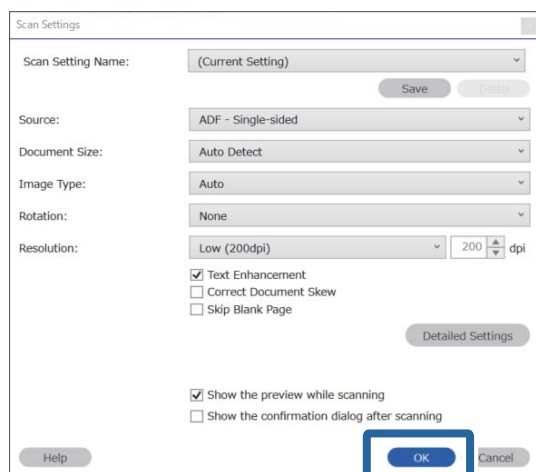 Scan Settings
Scan Setting Name: (Current Setting)
Save Delete
Source: ADF - Single-sided
Document Size: Auto Detect
Image Type: Auto
Rotation: None
Resolution: Low (200dpi) 200 dpi
Text Enhancement
Correct Document Skew
Skip Blank Page
Detailed Settings
Show the preview while scanning
Show the confirmation dialog after scanning
Help OK Cancel